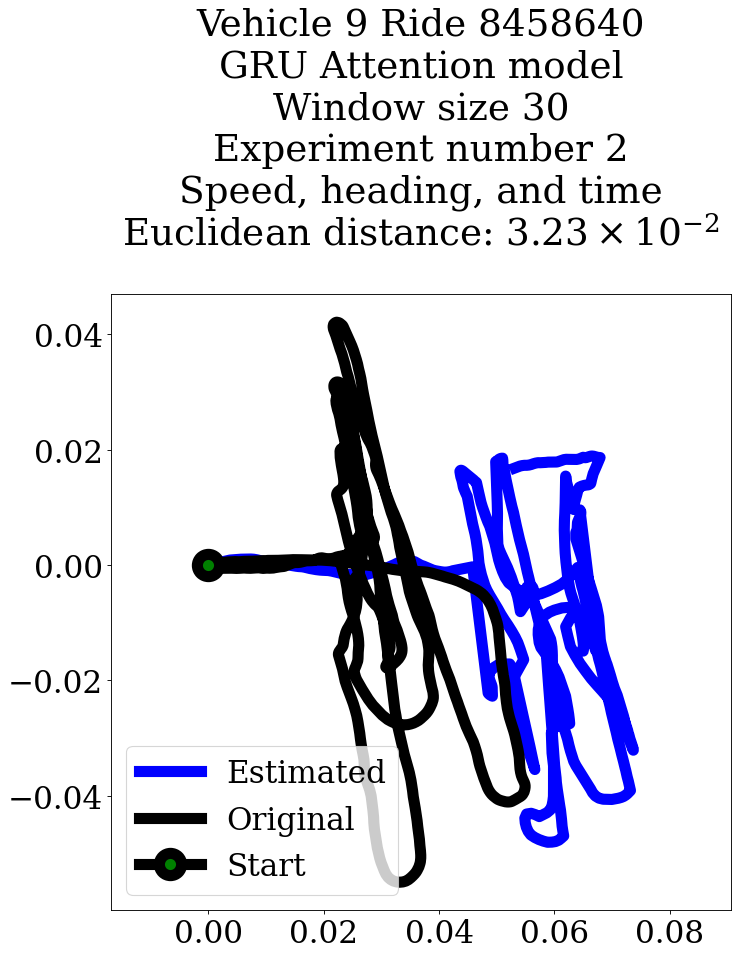 Vehicle 9 Ride 8458640
GRU Attention model
Window size 30
Experiment number 2
Speed, heading, and time
Euclidean distance: 3.23 × 10⁻²
0.04
0.02
0.00
−0.02
−0.04
Estimated
Original
Start
0.00 0.02 0.04 0.06 0.08